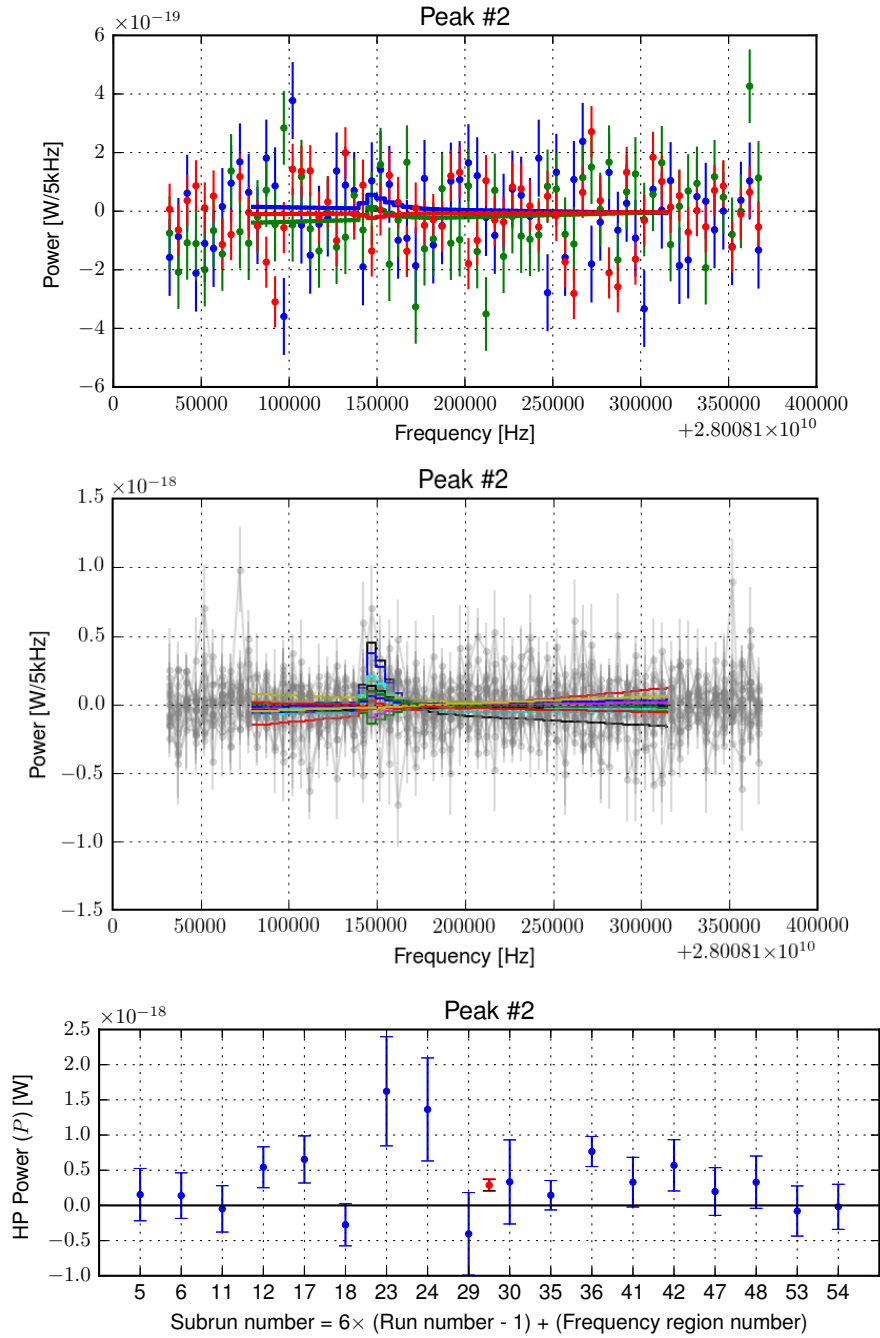 Peak #2
×10⁻¹⁹
6
4
2
0
−2
−4
−6
Power [W/5kHz]
0 50000 100000 150000 200000 250000 300000 350000 400000
Frequency [Hz]
+2.80081×10¹⁰
Peak #2
×10⁻¹⁸
1.5
1.0
0.5
0.0
−0.5
−1.0
−1.5
Power [W/5kHz]
0 50000 100000 150000 200000 250000 300000 350000 400000
Frequency [Hz]
+2.80081×10¹⁰
Peak #2
×10⁻¹⁸
2.5
2.0
1.5
1.0
0.5
0.0
−0.5
−1.0
HP Power (P) [W]
5 6 11 12 17 18 23 24 29 30 35 36 41 42 47 48 53 54
Subrun number = 6× (Run number - 1) + (Frequency region number)